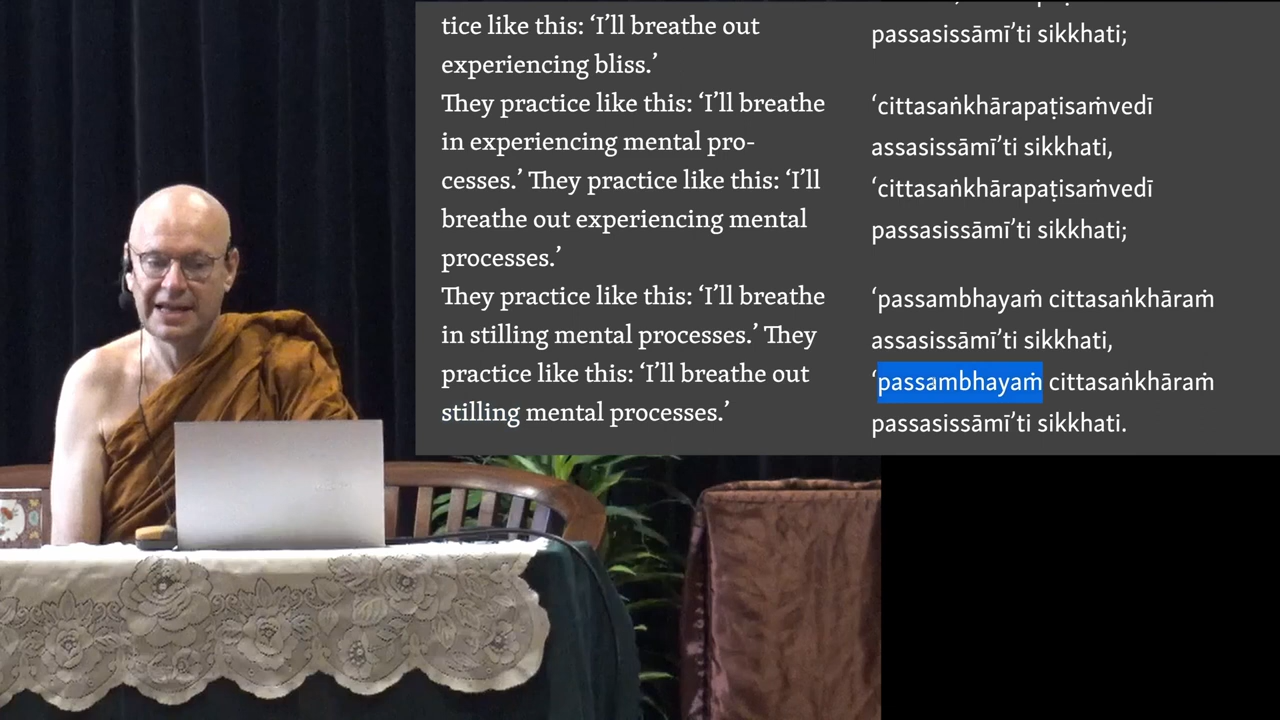 tice like this: ‘I’ll breathe out
experiencing bliss.’
They practice like this: ‘I’ll breathe
in experiencing mental pro-
cesses.’ They practice like this: ‘I’ll
breathe out experiencing mental
processes.’
They practice like this: ‘I’ll breathe
in stilling mental processes.’ They
practice like this: ‘I’ll breathe out
stilling mental processes.’
passasissāmī’ti sikkhati;
‘cittasaṅkhārapaṭisaṁvedī
assasissāmī’ti sikkhati,
‘cittasaṅkhārapaṭisaṁvedī
passasissāmī’ti sikkhati;
‘passambhayaṁ cittasaṅkhāraṁ
assasissāmī’ti sikkhati,
‘passambhayaṁ cittasaṅkhāraṁ
passasissāmī’ti sikkhati.